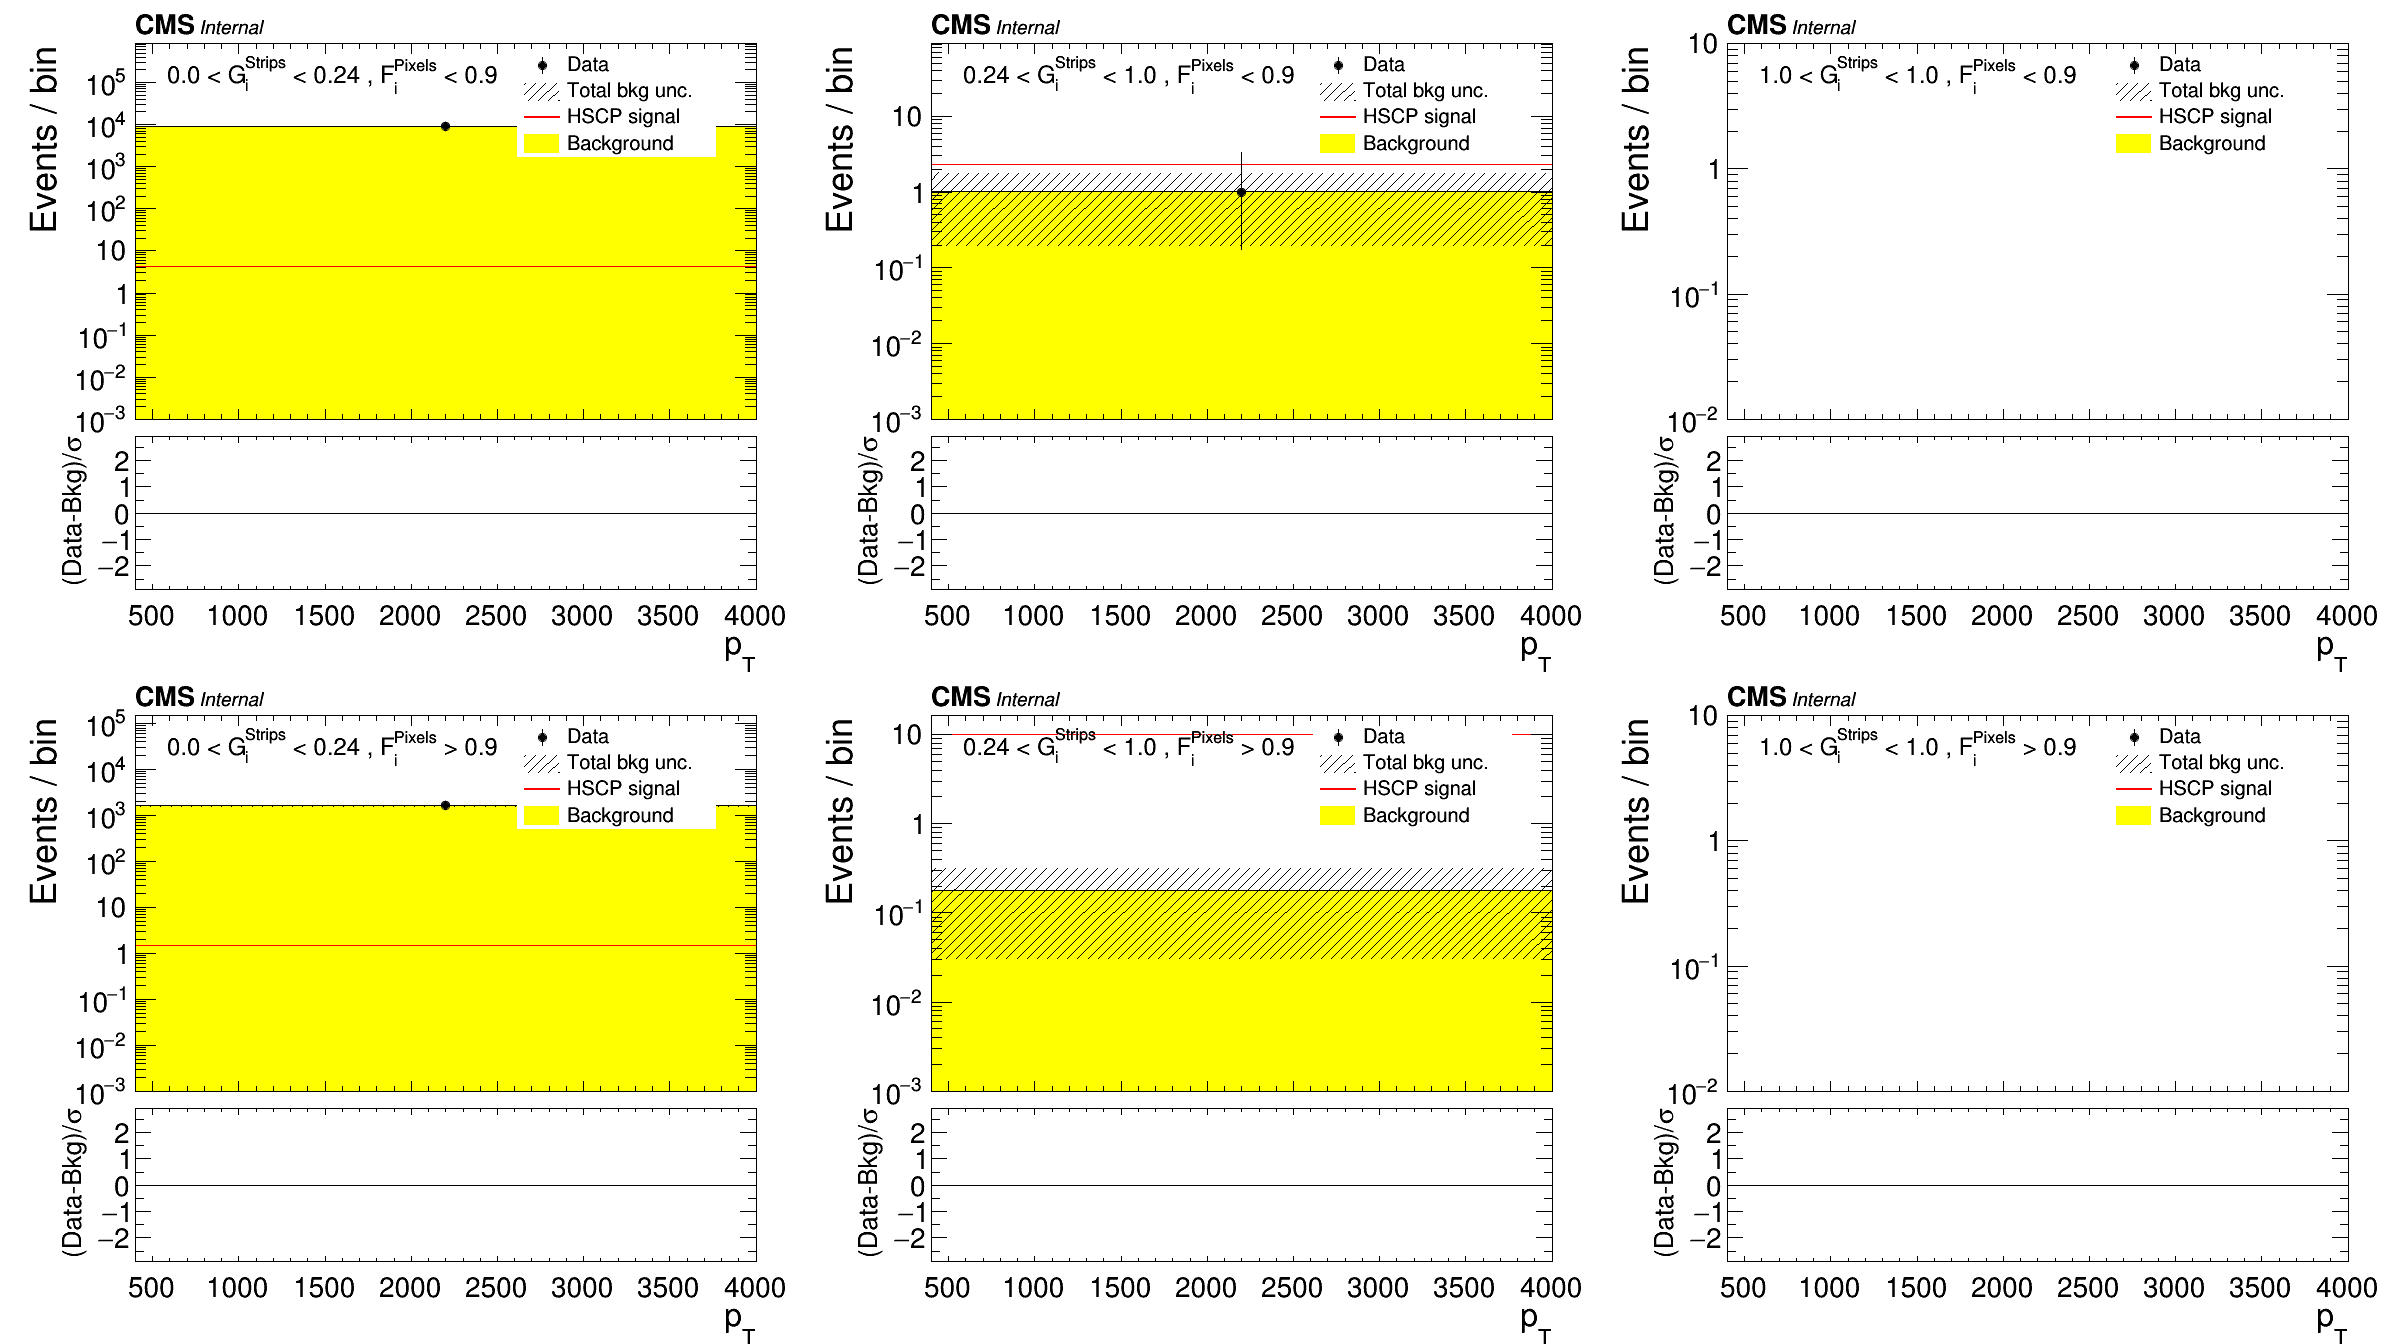 CMS Internal
Events / bin
0.0 < G_i^Strips < 0.24 , F_i^Pixels < 0.9
Data
Total bkg unc.
HSCP signal
Background
10^5
10^4
10^3
10^2
10
1
10^−1
10^−2
10^−3
(Data-Bkg)/σ
2
1
0
−1
−2
500 1000 1500 2000 2500 3000 3500 4000
p_T
CMS Internal
Events / bin
0.24 < G_i^Strips < 1.0 , F_i^Pixels < 0.9
Data
Total bkg unc.
HSCP signal
Background
10
1
10^−1
10^−2
10^−3
(Data-Bkg)/σ
2
1
0
−1
−2
500 1000 1500 2000 2500 3000 3500 4000
p_T
CMS Internal
Events / bin
1.0 < G_i^Strips < 1.0 , F_i^Pixels < 0.9
Data
Total bkg unc.
HSCP signal
Background
10
1
10^−1
10^−2
(Data-Bkg)/σ
2
1
0
−1
−2
500 1000 1500 2000 2500 3000 3500 4000
p_T
CMS Internal
Events / bin
0.0 < G_i^Strips < 0.24 , F_i^Pixels > 0.9
Data
Total bkg unc.
HSCP signal
Background
10^5
10^4
10^3
10^2
10
1
10^−1
10^−2
10^−3
(Data-Bkg)/σ
2
1
0
−1
−2
500 1000 1500 2000 2500 3000 3500 4000
p_T
CMS Internal
Events / bin
0.24 < G_i^Strips < 1.0 , F_i^Pixels > 0.9
Data
Total bkg unc.
HSCP signal
Background
10
1
10^−1
10^−2
10^−3
(Data-Bkg)/σ
2
1
0
−1
−2
500 1000 1500 2000 2500 3000 3500 4000
p_T
CMS Internal
Events / bin
1.0 < G_i^Strips < 1.0 , F_i^Pixels > 0.9
Data
Total bkg unc.
HSCP signal
Background
10
1
10^−1
10^−2
(Data-Bkg)/σ
2
1
0
−1
−2
500 1000 1500 2000 2500 3000 3500 4000
p_T